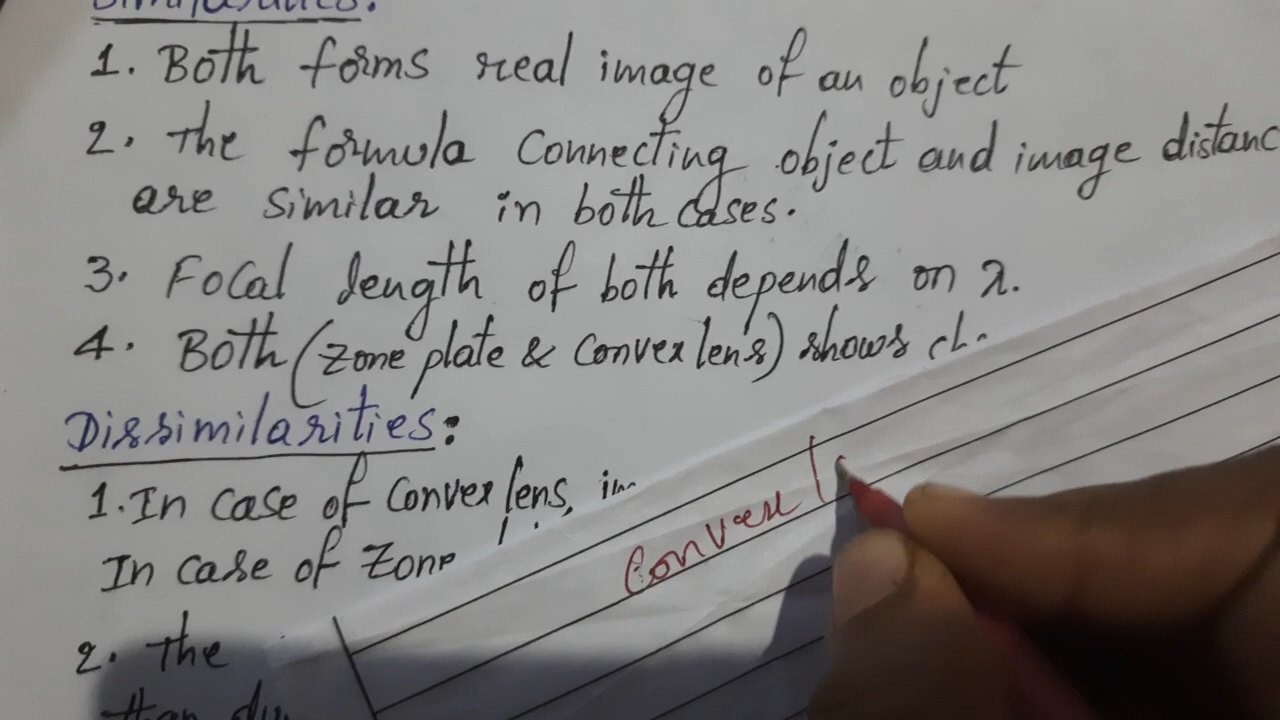 1. Both forms real image of an object
2. The formula connecting object and image distanc
are similar in both cases.
3. Focal length of both depends on λ.
4. Both (zone plate & convex lens) shows
Dissimilarities:
1. In case of convex lens,
In case of zone
2. The
than
Convex